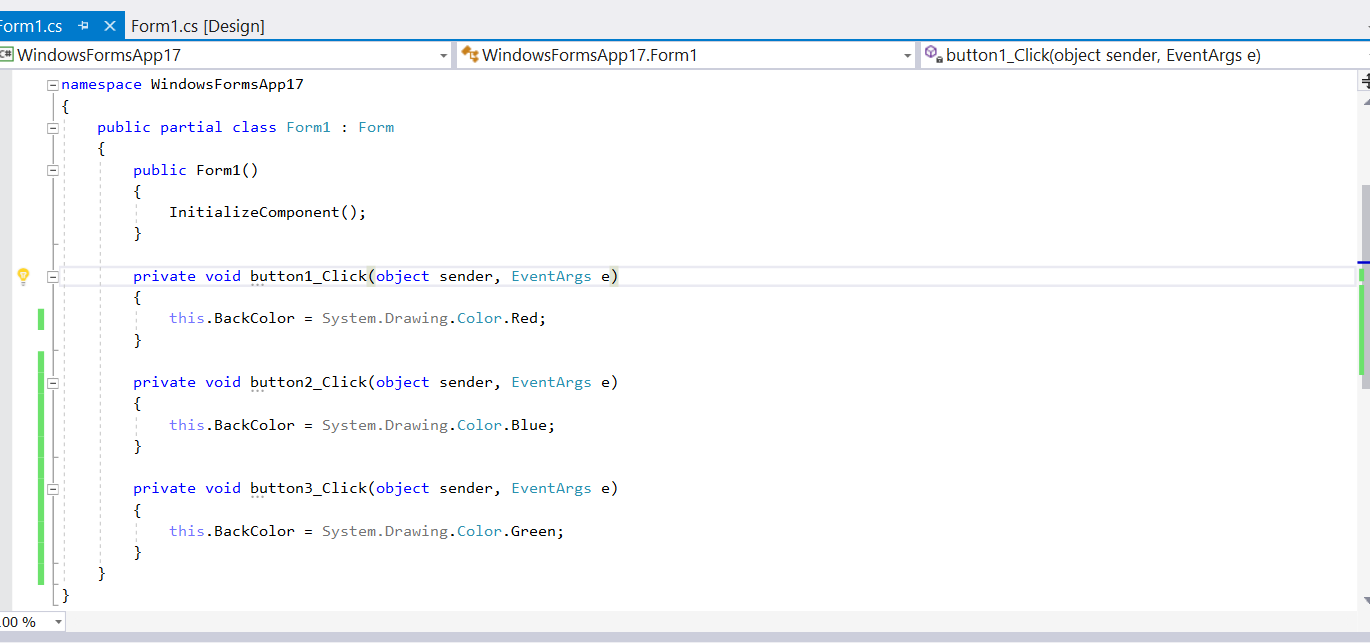 Form1.cs Form1.cs [Design]
C# WindowsFormsApp17 WindowsFormsApp17.Form1 button1_Click(object sender, EventArgs e)
namespace WindowsFormsApp17
{
public partial class Form1 : Form
{
public Form1()
{
InitializeComponent();
}
private void button1_Click(object sender, EventArgs e)
{
this.BackColor = System.Drawing.Color.Red;
}
private void button2_Click(object sender, EventArgs e)
{
this.BackColor = System.Drawing.Color.Blue;
}
private void button3_Click(object sender, EventArgs e)
{
this.BackColor = System.Drawing.Color.Green;
}
}
}
.00 %